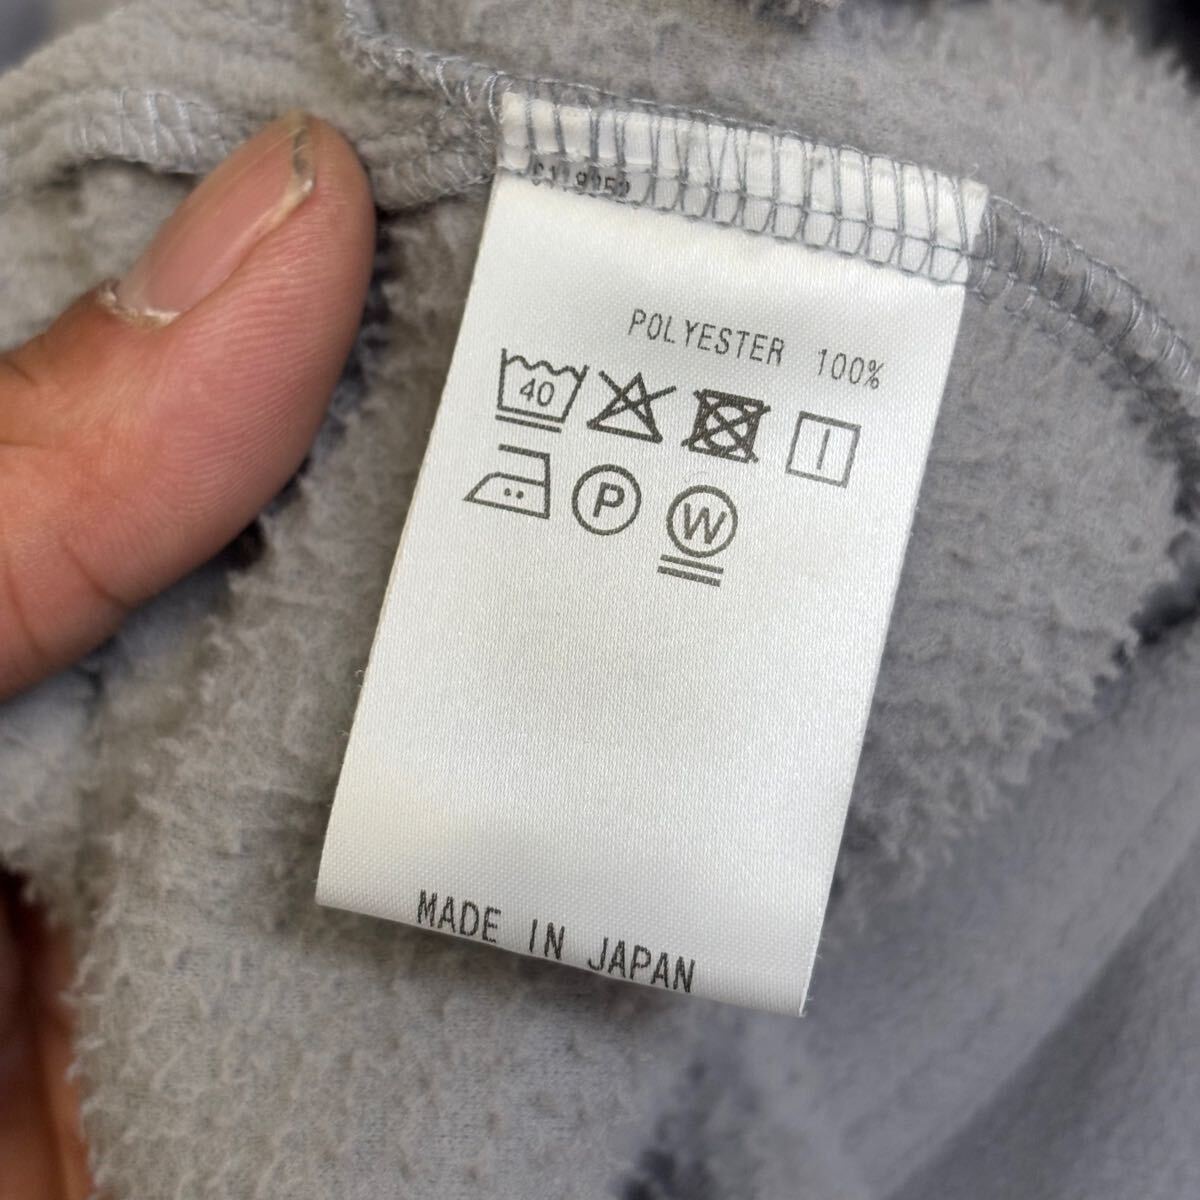 POLYESTER 100%
40
P W
MADE IN JAPAN